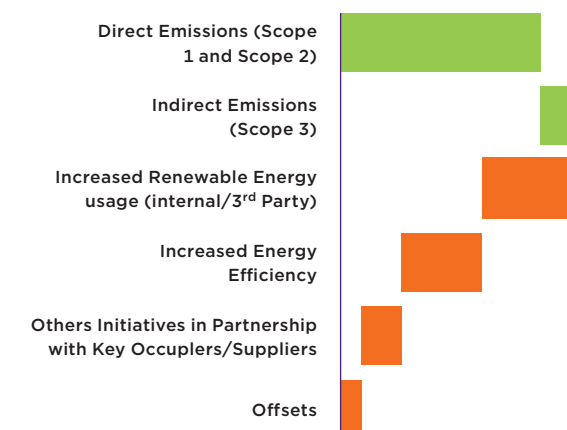 Direct Emissions (Scope
1 and Scope 2)
Indirect Emissions
(Scope 3)
Increased Renewable Energy
usage (internal/3rd Party)
Increased Energy
Efficiency
Others Initiatives in Partnership
with Key Occuplers/Suppliers
Offsets